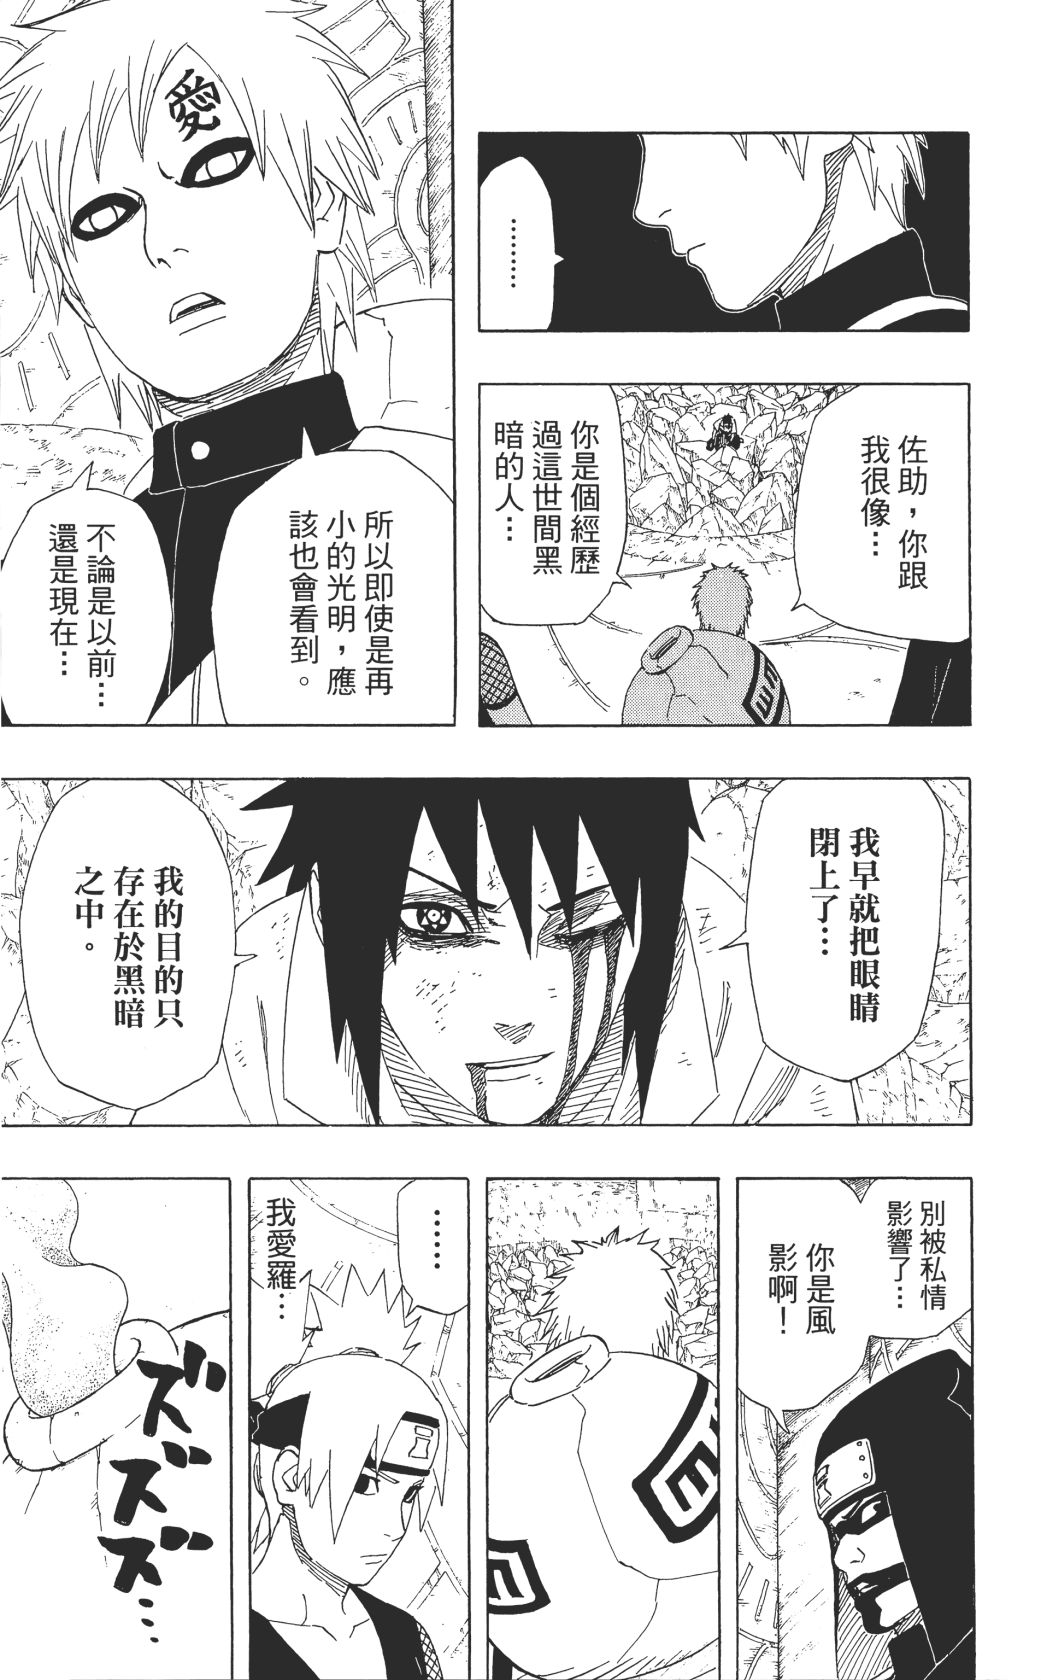 ………
佐助，你跟
我很像…
你是個經歷
過這世間黑
暗的人…
愛
所以即使是再
小的光明，應
該也會看到。
不論是以前…
還是現在…
我早就把眼睛
閉上了…
我的目的只
存在於黑暗
之中。
別被私情
影響了…
你是風
影啊！
……
我愛羅…
ズズズズズ…